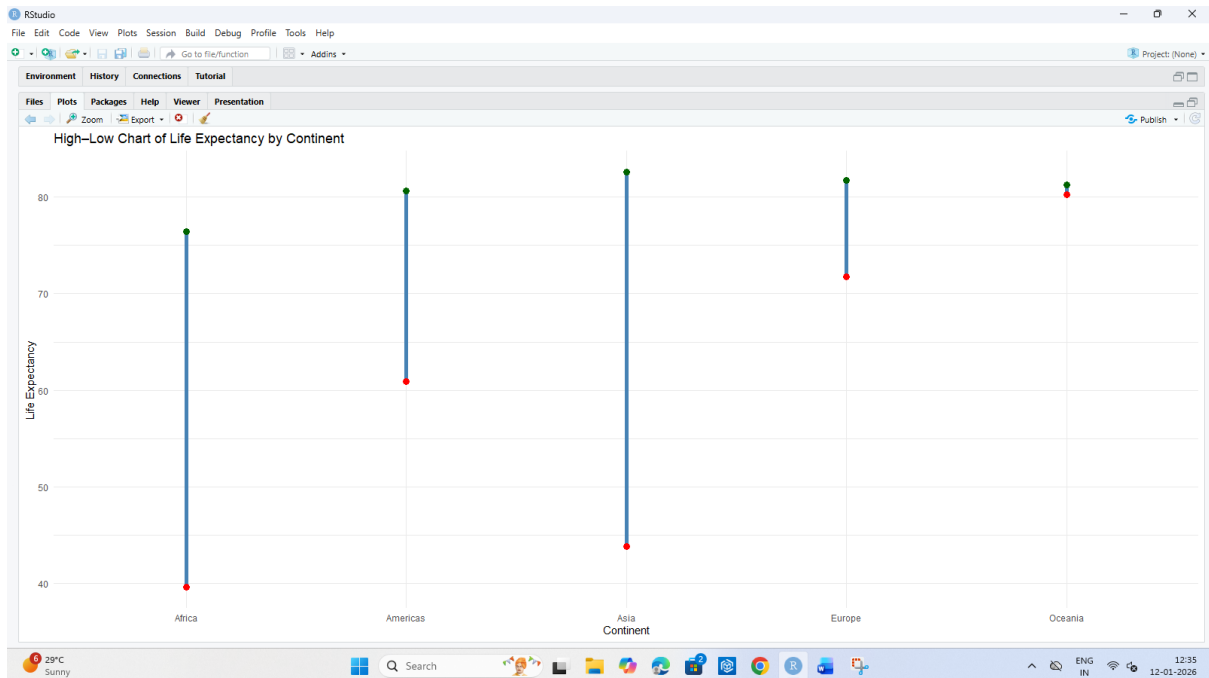 RStudio
File Edit Code View Plots Session Build Debug Profile Tools Help
Go to file/function Addins Project: (None)
Environment History Connections Tutorial
Files Plots Packages Help Viewer Presentation
Zoom Export Publish
High–Low Chart of Life Expectancy by Continent
80
70
60
50
40
Life Expectancy
Africa Americas Asia Europe Oceania
Continent
6 29°C
Sunny
Search
2
ENG
IN
12:35
12-01-2026